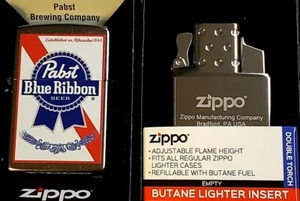 Pabst
Brewing Company
Established in Milwaukee 1844
Pabst
Blue Ribbon
BEER
zippo
zippo
Zippo Manufacturing Company
Bradford, PA USA
zippo
• ADJUSTABLE FLAME HEIGHT
• FITS ALL REGULAR ZIPPO
LIGHTER CASES
• REFILLABLE WITH BUTANE FUEL
DOUBLE TORCH
EMPTY
BUTANE LIGHTER INSERT